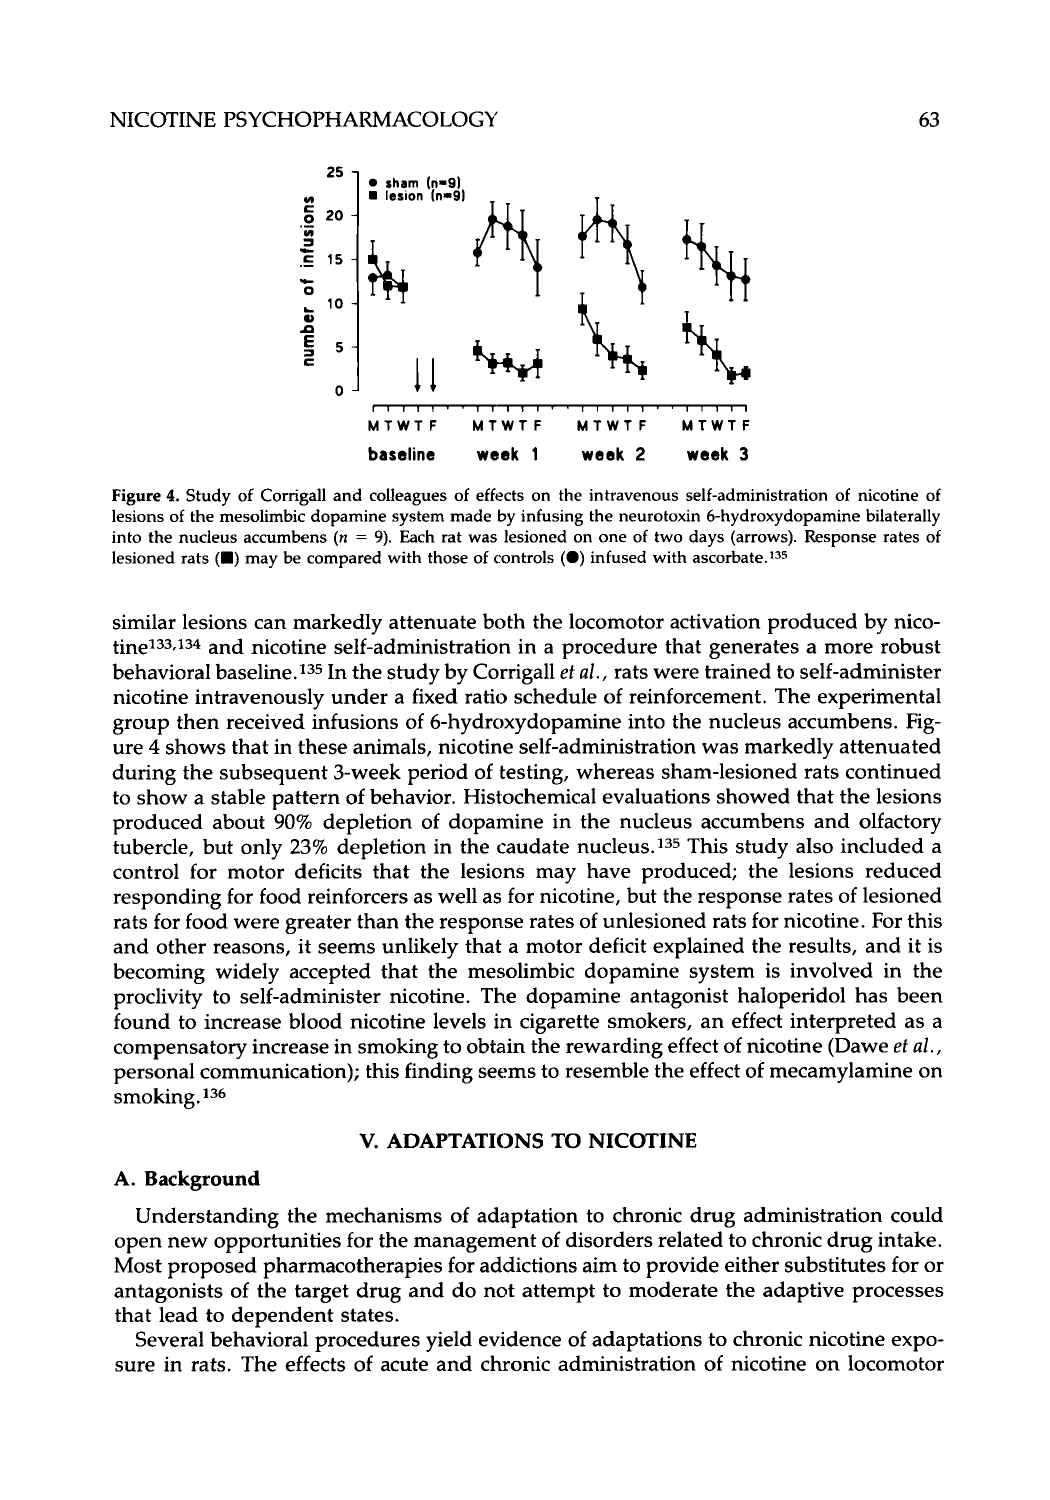 NICOTINE PSYCHOPHARMACOLOGY 63
25
● sham (n=9)
■ lesion (n=9)
20
15
10
5
0
number of infusions
M T W T F M T W T F M T W T F M T W T F
baseline week 1 week 2 week 3
Figure 4. Study of Corrigall and colleagues of effects on the intravenous self-administration of nicotine of
lesions of the mesolimbic dopamine system made by infusing the neurotoxin 6-hydroxydopamine bilaterally
into the nucleus accumbens (n = 9). Each rat was lesioned on one of two days (arrows). Response rates of
lesioned rats (■) may be compared with those of controls (●) infused with ascorbate.¹³⁵
similar lesions can markedly attenuate both the locomotor activation produced by nico-
tine¹³³,¹³⁴ and nicotine self-administration in a procedure that generates a more robust
behavioral baseline.¹³⁵ In the study by Corrigall et al., rats were trained to self-administer
nicotine intravenously under a fixed ratio schedule of reinforcement. The experimental
group then received infusions of 6-hydroxydopamine into the nucleus accumbens. Fig-
ure 4 shows that in these animals, nicotine self-administration was markedly attenuated
during the subsequent 3-week period of testing, whereas sham-lesioned rats continued
to show a stable pattern of behavior. Histochemical evaluations showed that the lesions
produced about 90% depletion of dopamine in the nucleus accumbens and olfactory
tubercle, but only 23% depletion in the caudate nucleus.¹³⁵ This study also included a
control for motor deficits that the lesions may have produced; the lesions reduced
responding for food reinforcers as well as for nicotine, but the response rates of lesioned
rats for food were greater than the response rates of unlesioned rats for nicotine. For this
and other reasons, it seems unlikely that a motor deficit explained the results, and it is
becoming widely accepted that the mesolimbic dopamine system is involved in the
proclivity to self-administer nicotine. The dopamine antagonist haloperidol has been
found to increase blood nicotine levels in cigarette smokers, an effect interpreted as a
compensatory increase in smoking to obtain the rewarding effect of nicotine (Dawe et al.,
personal communication); this finding seems to resemble the effect of mecamylamine on
smoking.¹³⁶
V. ADAPTATIONS TO NICOTINE
A. Background
Understanding the mechanisms of adaptation to chronic drug administration could
open new opportunities for the management of disorders related to chronic drug intake.
Most proposed pharmacotherapies for addictions aim to provide either substitutes for or
antagonists of the target drug and do not attempt to moderate the adaptive processes
that lead to dependent states.
Several behavioral procedures yield evidence of adaptations to chronic nicotine expo-
sure in rats. The effects of acute and chronic administration of nicotine on locomotor